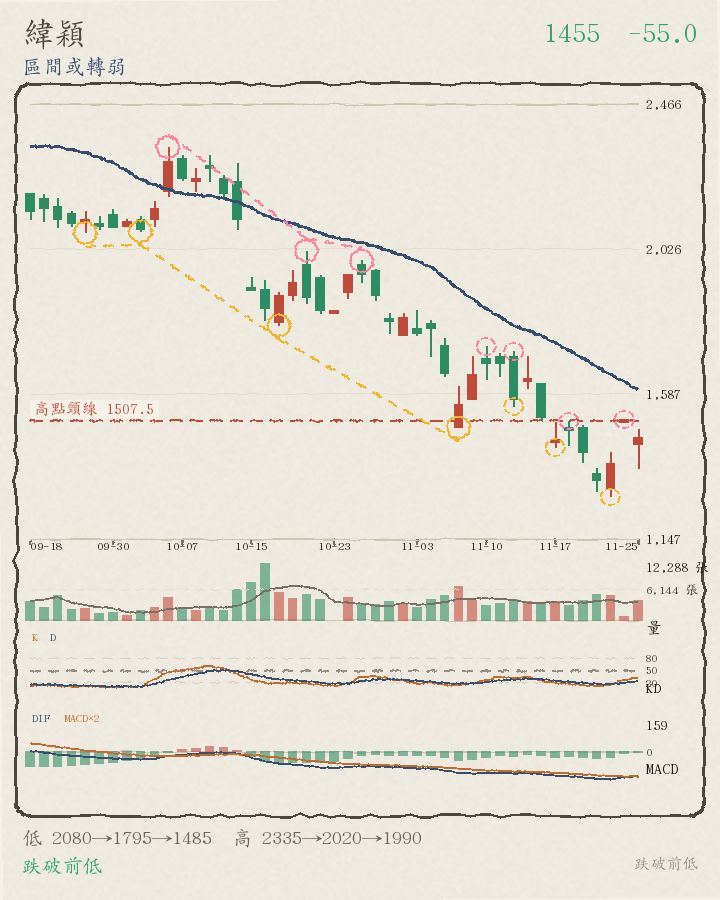 緯穎
1455 -55.0
區間或轉弱
2,466
2,026
高點頸線 1507.5
1,587
1,147
09-18 09-30 10-07 10-15 10-23 11-03 11-10 11-17 11-25
12,288 張
6,144 張
量
K D
80
50
20
KD
DIF MACD×2
159
0
MACD
低 2080→1795→1485 高 2335→2020→1990
跌破前低
跌破前低